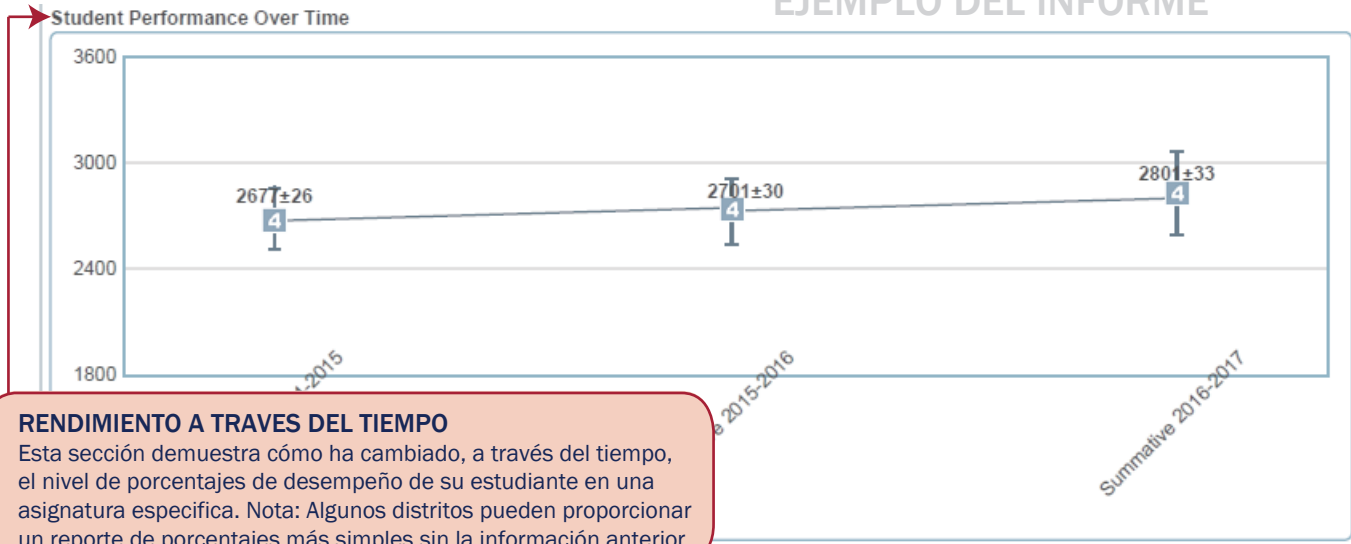 EJEMPLO DEL INFORME
Student Performance Over Time
3600
3000
2400
1800
2677±26
4
2701±30
4
2801±33
4
-2015
2015-2016
Summative 2016-2017
RENDIMIENTO A TRAVES DEL TIEMPO
Esta sección demuestra cómo ha cambiado, a través del tiempo,
el nivel de porcentajes de desempeño de su estudiante en una
asignatura especifica. Nota: Algunos distritos pueden proporcionar
un reporte de porcentajes más simples sin la información anterior